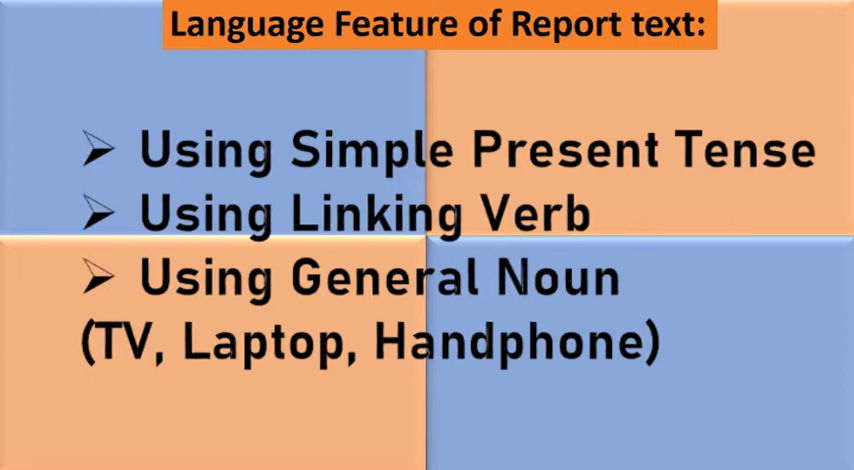 Language Feature of Report text:
➢ Using Simple Present Tense
➢ Using Linking Verb
➢ Using General Noun
(TV, Laptop, Handphone)